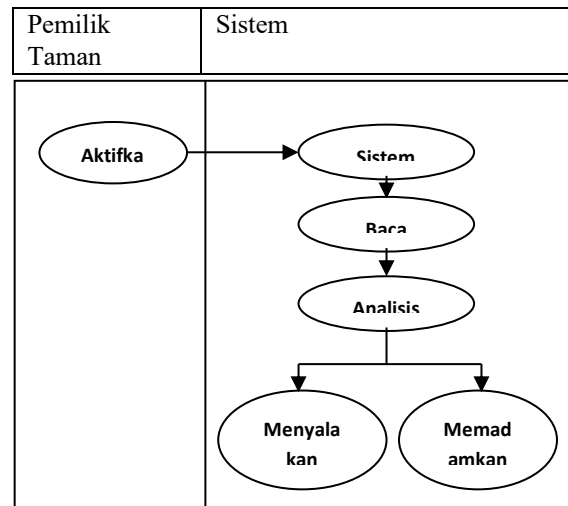 Pemilik
Taman
Sistem
Aktifka
Sistem
Baca
Analisis
Menyala
kan
Memad
amkan